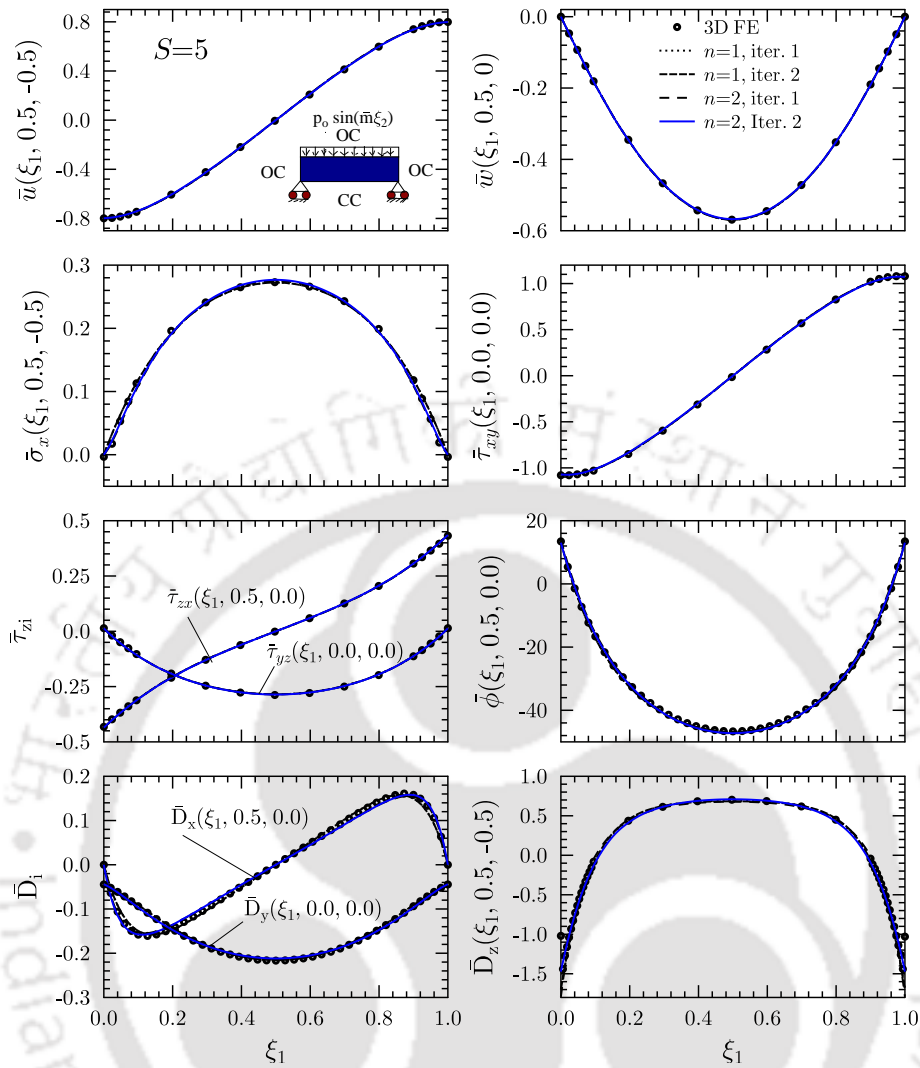 0.8
0.4
0.0
-0.4
-0.8
ū(ξ₁, 0.5, -0.5)
S=5
pₒ sin(m̄ξ₂)
OC
OC
OC
CC
0.0
-0.2
-0.4
-0.6
w̄(ξ₁, 0.5, 0)
3D FE
n=1, iter. 1
n=1, iter. 2
n=2, iter. 1
n=2, Iter. 2
0.3
0.2
0.1
0.0
σ̄ₓ(ξ₁, 0.5, -0.5)
1.0
0.5
0.0
-0.5
-1.0
τ̄xy(ξ₁, 0.0, 0.0)
0.5
0.25
0.0
-0.25
-0.5
τ̄zi
τ̄zx(ξ₁, 0.5, 0.0)
τ̄yz(ξ₁, 0.0, 0.0)
20
0
-20
-40
φ̄(ξ₁, 0.5, 0.0)
0.2
0.1
0.0
-0.1
-0.2
-0.3
D̄i
D̄x(ξ₁, 0.5, 0.0)
D̄y(ξ₁, 0.0, 0.0)
0.0 0.2 0.4 0.6 0.8 1.0
ξ₁
1.0
0.5
0.0
-0.5
-1.0
-1.5
D̄z(ξ₁, 0.5, -0.5)
0.0 0.2 0.4 0.6 0.8 1.0
ξ₁